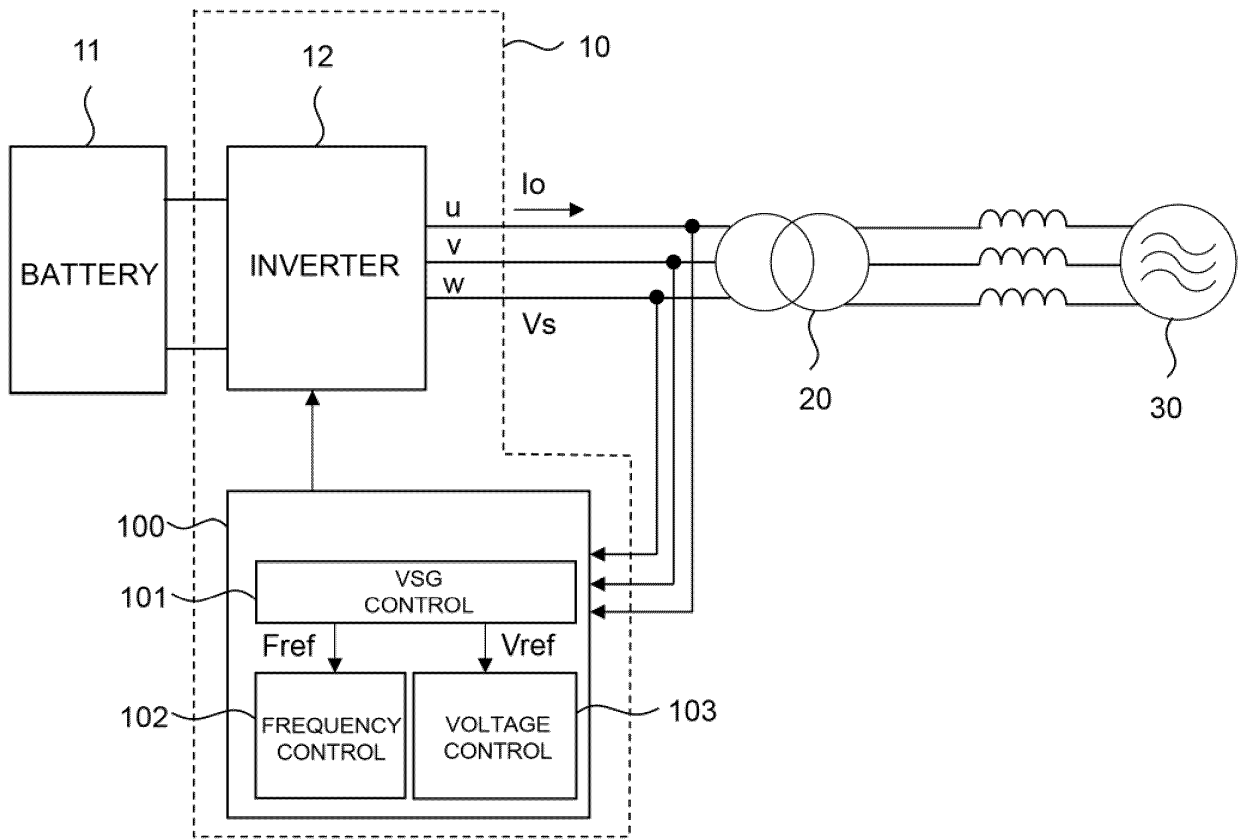 11
12
10
BATTERY
INVERTER
u
v
w
Io
Vs
20
30
100
101
VSG
CONTROL
Fref
Vref
102
FREQUENCY
CONTROL
VOLTAGE
CONTROL
103